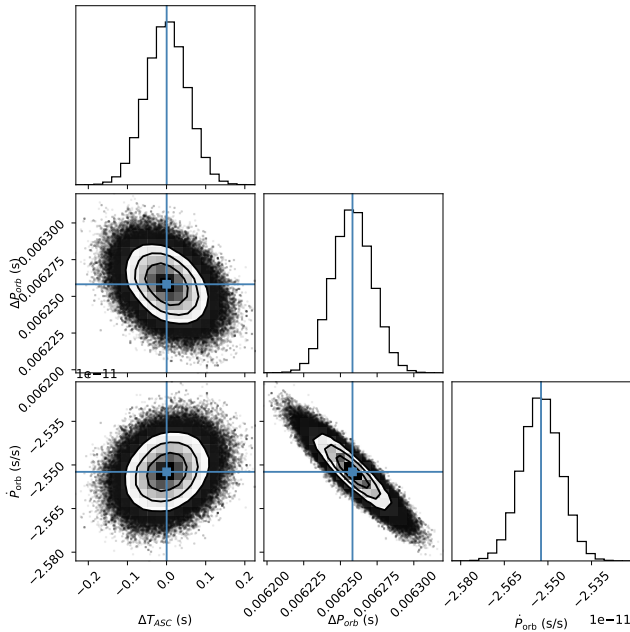 ΔP_orb (s)
0.006300
0.006275
0.006250
0.006225
0.006200
1e−11
Ṗ_orb (s/s)
−2.535
−2.550
−2.565
−2.580
−0.2 −0.1 0.0 0.1 0.2
ΔT_ASC (s)
0.006200 0.006225 0.006250 0.006275 0.006300
ΔP_orb (s)
−2.580 −2.565 −2.550 −2.535
1e−11
Ṗ_orb (s/s)